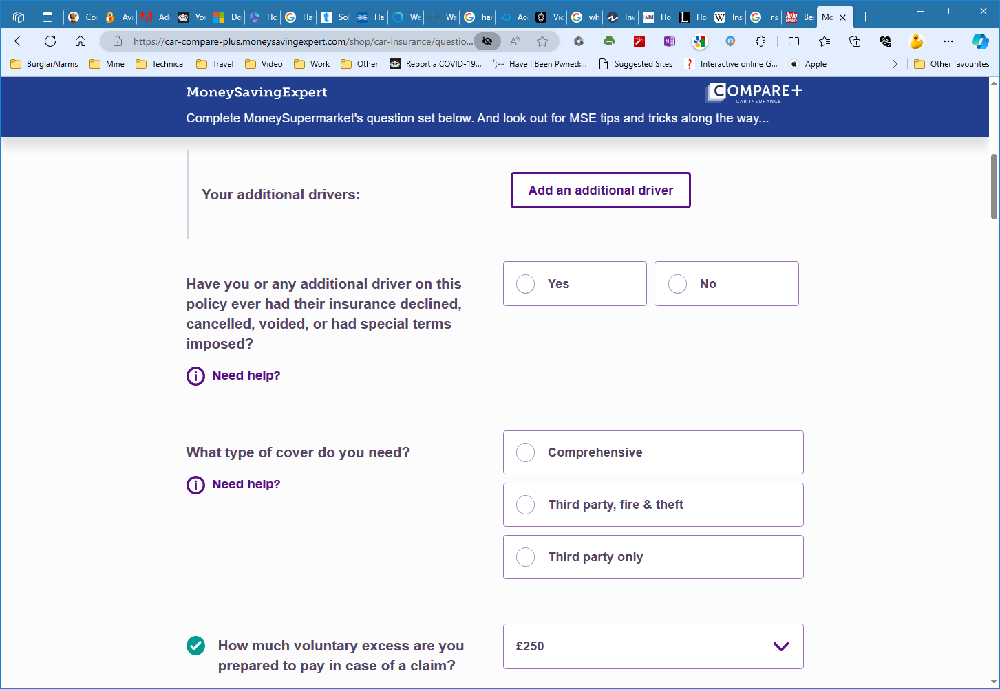 Co
Avi
Ad
Yo
Do
Ho
Ha
So
Ha
We
Wa
har
Acc
Vic
wh
Inv
Ho
Ho
Ins
ins
Be
Mo
https://car-compare-plus.moneysavingexpert.com/shop/car-insurance/questio...
BurglarAlarms
Mine
Technical
Travel
Video
Work
Other
Report a COVID-19...
Have I Been Pwned:...
Suggested Sites
Interactive online G...
Apple
Other favourites
MoneySavingExpert
COMPARE+
CAR INSURANCE
Complete MoneySupermarket's question set below. And look out for MSE tips and tricks along the way...
Your additional drivers:
Add an additional driver
Have you or any additional driver on this
policy ever had their insurance declined,
cancelled, voided, or had special terms
imposed?
Yes
No
Need help?
What type of cover do you need?
Need help?
Comprehensive
Third party, fire & theft
Third party only
How much voluntary excess are you
prepared to pay in case of a claim?
£250